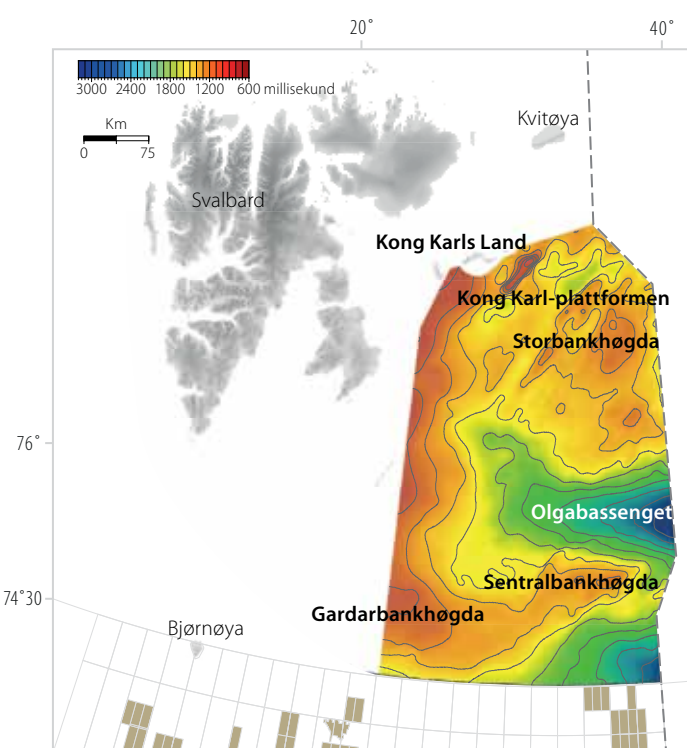 20°
40°
3000 2400 1800 1200 600 millisekund
Km
0 75
Kvitøya
Svalbard
Kong Karls Land
Kong Karl-plattformen
Storbankhøgda
76°
Olgabassenget
Sentralbankhøgda
74°30
Gardarbankhøgda
Bjørnøya